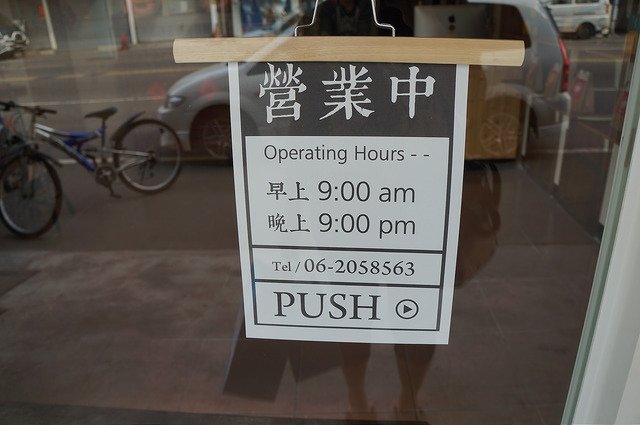 營業中
Operating Hours - -
早上 9:00 am
晚上 9:00 pm
Tel / 06-2058563
PUSH